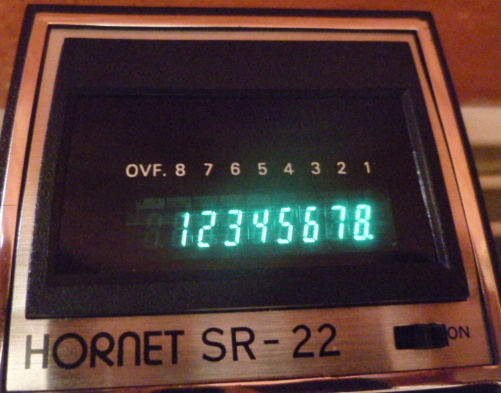 OVF. 8 7 6 5 4 3 2 1
12345678.
HORNET SR-22
ON